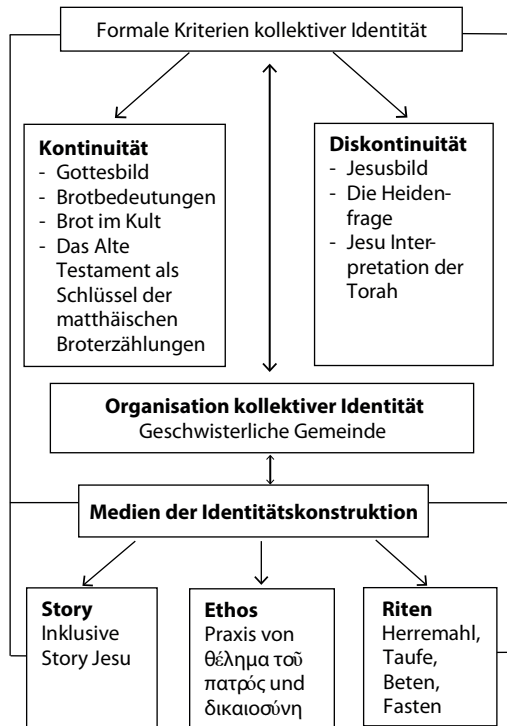 Formale Kriterien kollektiver Identität
Kontinuität
- Gottesbild
- Brotbedeutungen
- Brot im Kult
- Das Alte
Testament als
Schlüssel der
matthäischen
Broterzählungen
Diskontinuität
- Jesusbild
- Die Heiden-
frage
- Jesu Inter-
pretation der
Torah
Organisation kollektiver Identität
Geschwisterliche Gemeinde
Medien der Identitätskonstruktion
Story
Inklusive
Story Jesu
Ethos
Praxis von
θέλημα τοῦ
πατρός und
δικαιοσύνη
Riten
Herremahl,
Taufe,
Beten,
Fasten